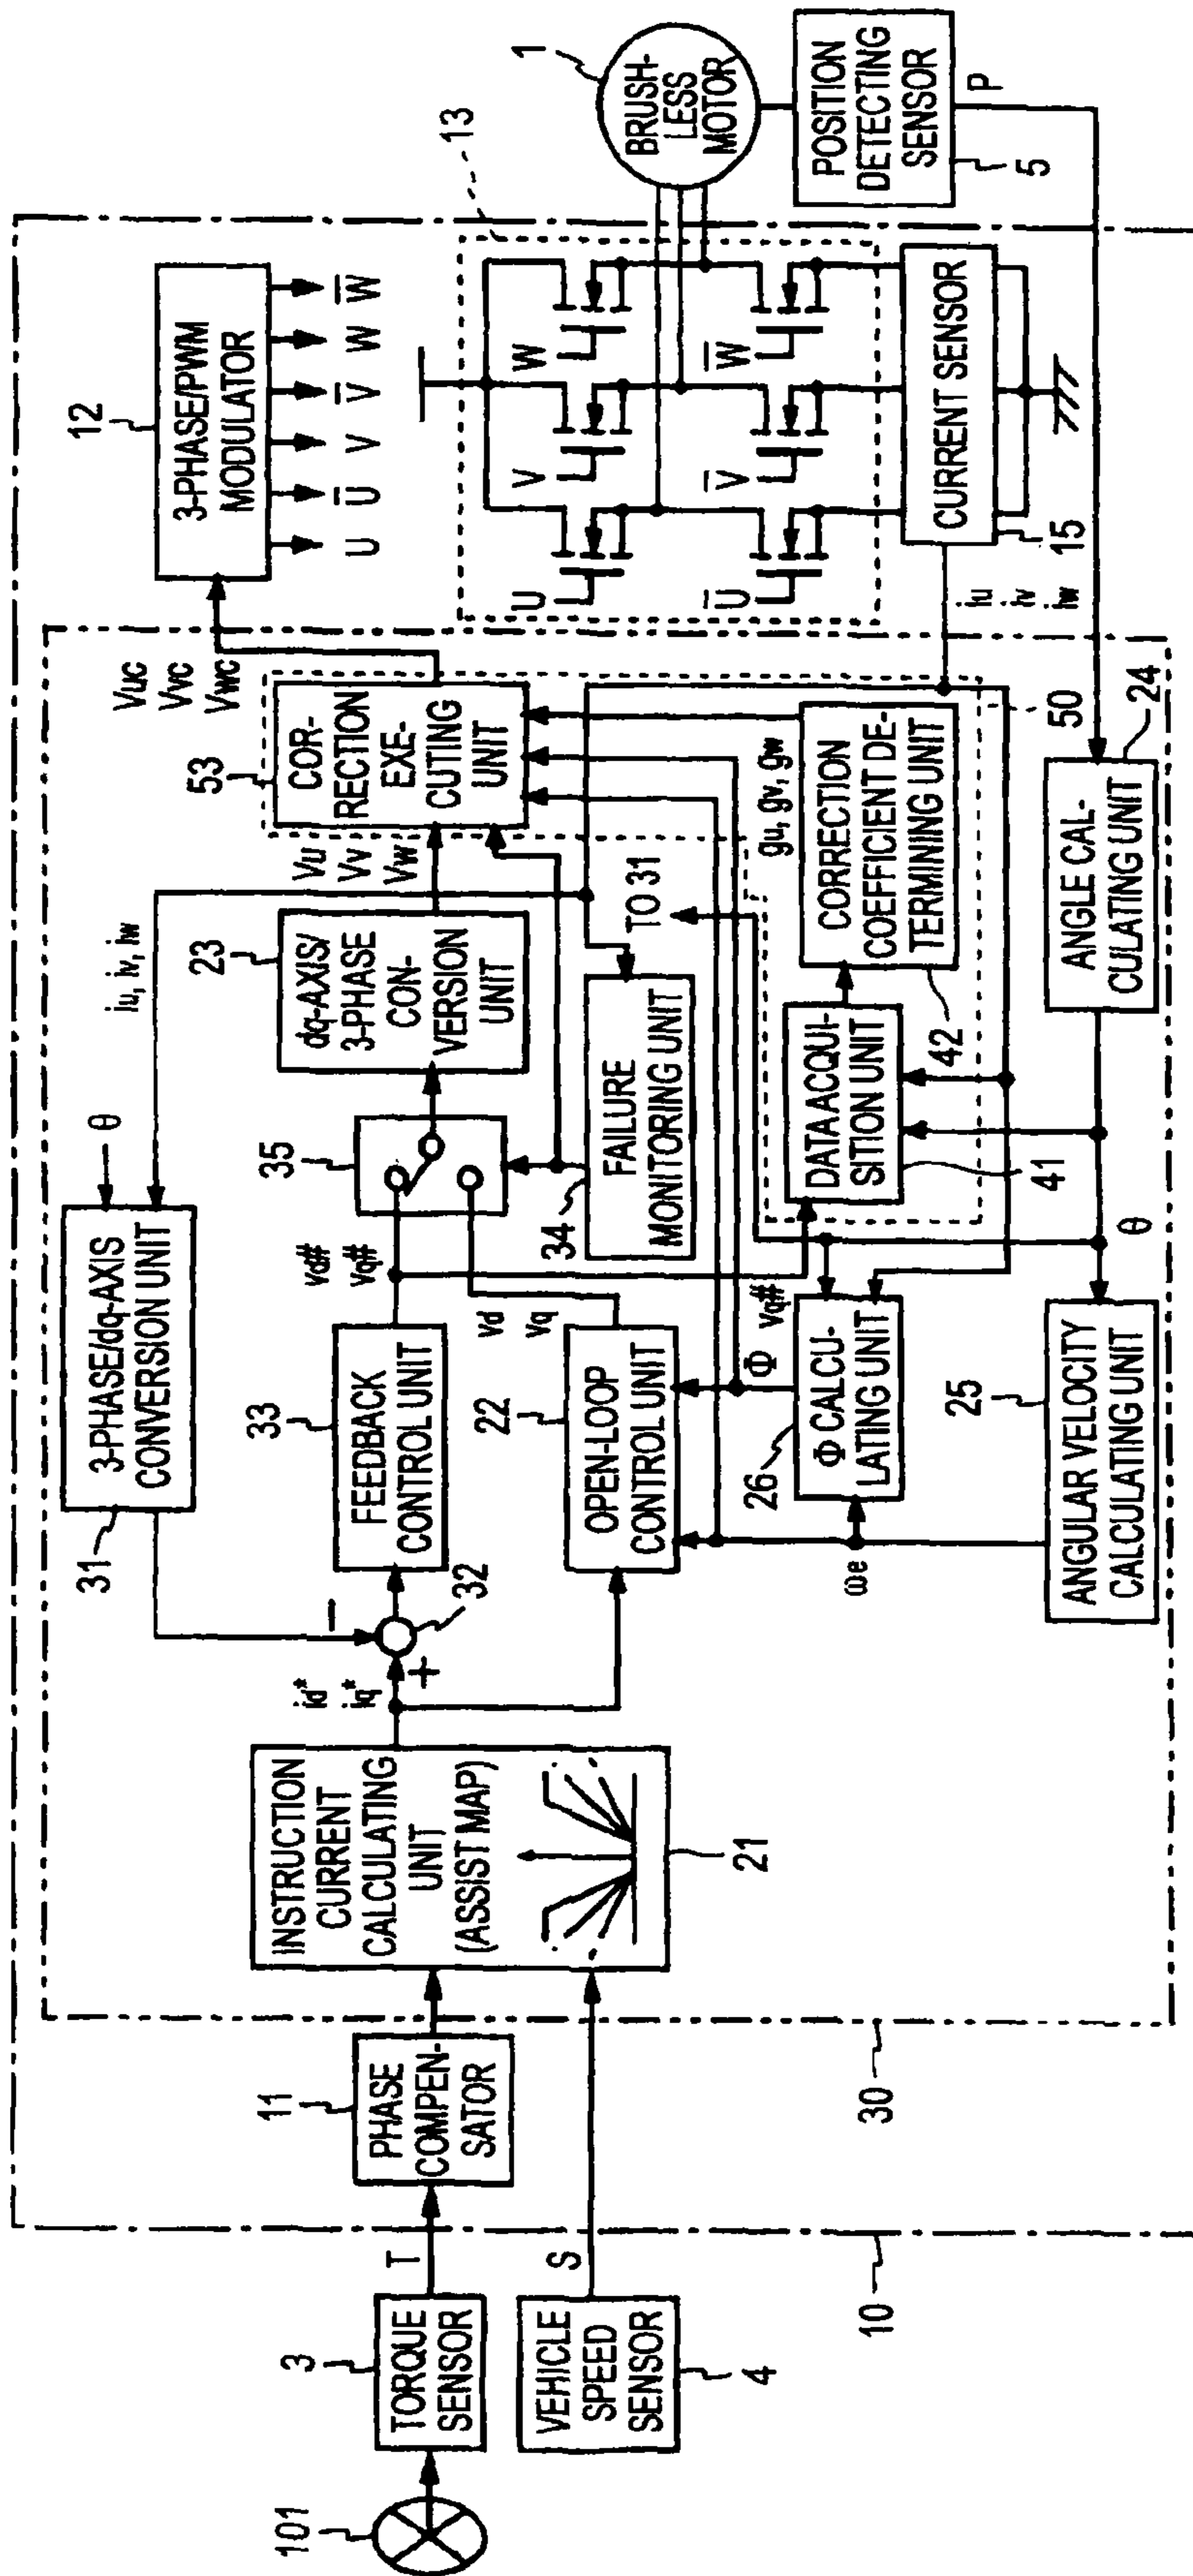 101
3
TORQUE
SENSOR
T
VEHICLE
SPEED
SENSOR
4
S
10
11
PHASE
COMPEN-
SATOR
30
INSTRUCTION
CURRENT
CALCULATING
UNIT
(ASSIST MAP)
21
id*
iq*
+
−
32
31
3-PHASE/dq-AXIS
CONVERSION UNIT
θ
iu, iv, iw
33
FEEDBACK
CONTROL UNIT
vd#
vq#
22
OPEN-LOOP
CONTROL UNIT
vd
vq
35
34
FAILURE
MONITORING UNIT
TO 31
23
dq-AXIS/
3-PHASE
CON-
VERSION
UNIT
Vu
Vv
Vw
53
COR-
RECTION
EXE-
CUTING
UNIT
Vuc
Vvc
Vwc
ωe
26
Φ
Φ CALCU-
LATING UNIT
vq#
DATA ACQUI-
SITION UNIT
41
gu, gv, gw
CORRECTION
COEFFICIENT DE-
TERMINING UNIT
42
50
25
ANGULAR VELOCITY
CALCULATING UNIT
θ
24
ANGLE CAL-
CULATING UNIT
12
3-PHASE/PWM
MODULATOR
U U̅ V V̅ W W̅
13
U V W
U̅ V̅ W̅
CURRENT SENSOR
15
iu
iv
iw
1
BRUSH-
LESS
MOTOR
POSITION
DETECTING
SENSOR
5
P